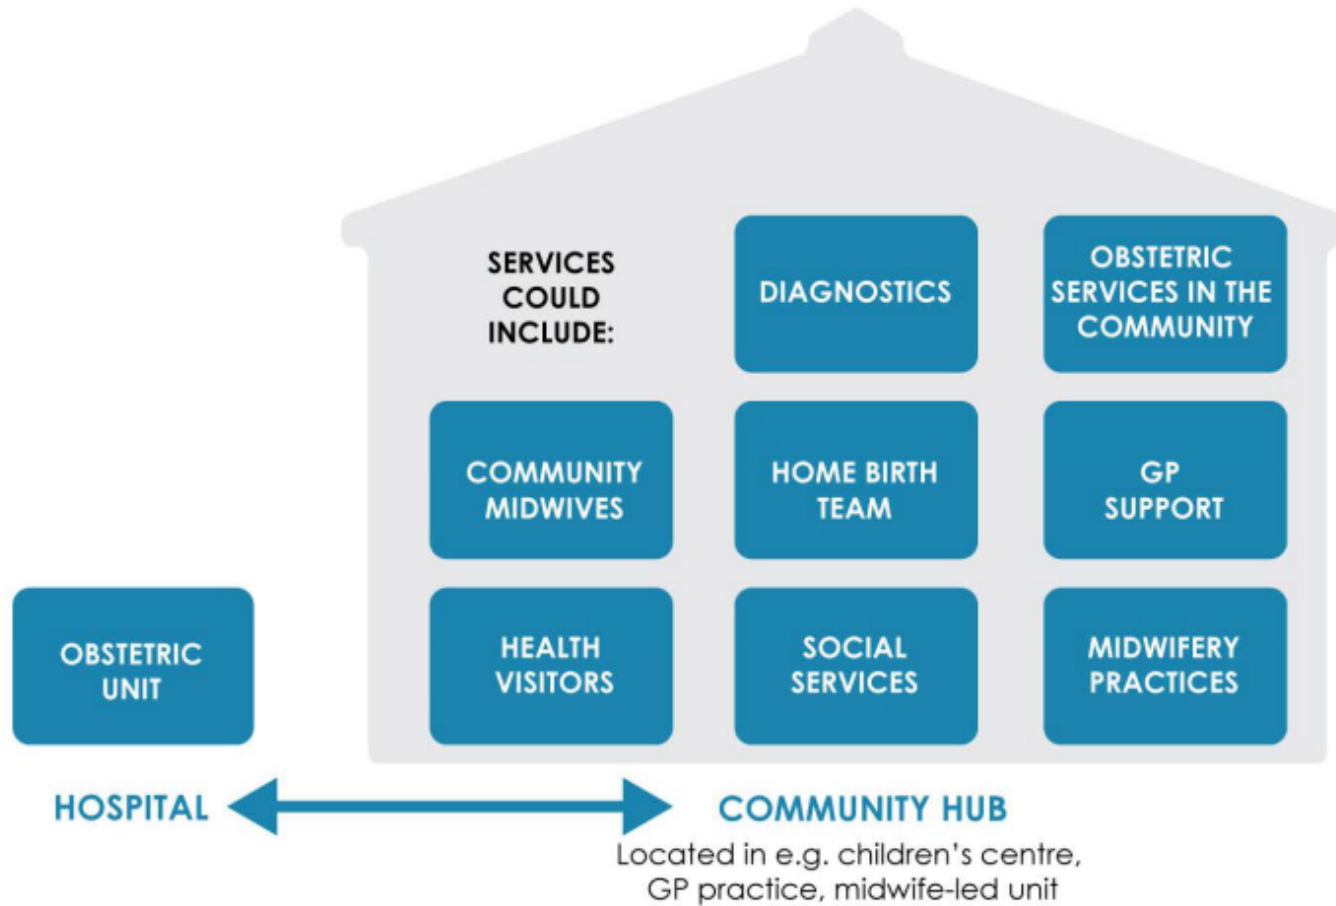 SERVICES
COULD
INCLUDE:
DIAGNOSTICS
OBSTETRIC
SERVICES IN THE
COMMUNITY
COMMUNITY
MIDWIVES
HOME BIRTH
TEAM
GP
SUPPORT
OBSTETRIC
UNIT
HEALTH
VISITORS
SOCIAL
SERVICES
MIDWIFERY
PRACTICES
HOSPITAL
COMMUNITY HUB
Located in e.g. children's centre,
GP practice, midwife-led unit